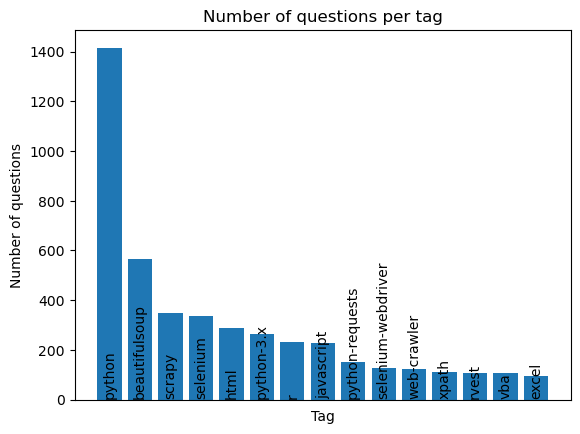 Number of questions per tag
Number of questions
1400
1200
1000
800
600
400
200
0
python
beautifulsoup
scrapy
selenium
html
python-3.x
r
javascript
python-requests
selenium-webdriver
web-crawler
xpath
rvest
vba
excel
Tag